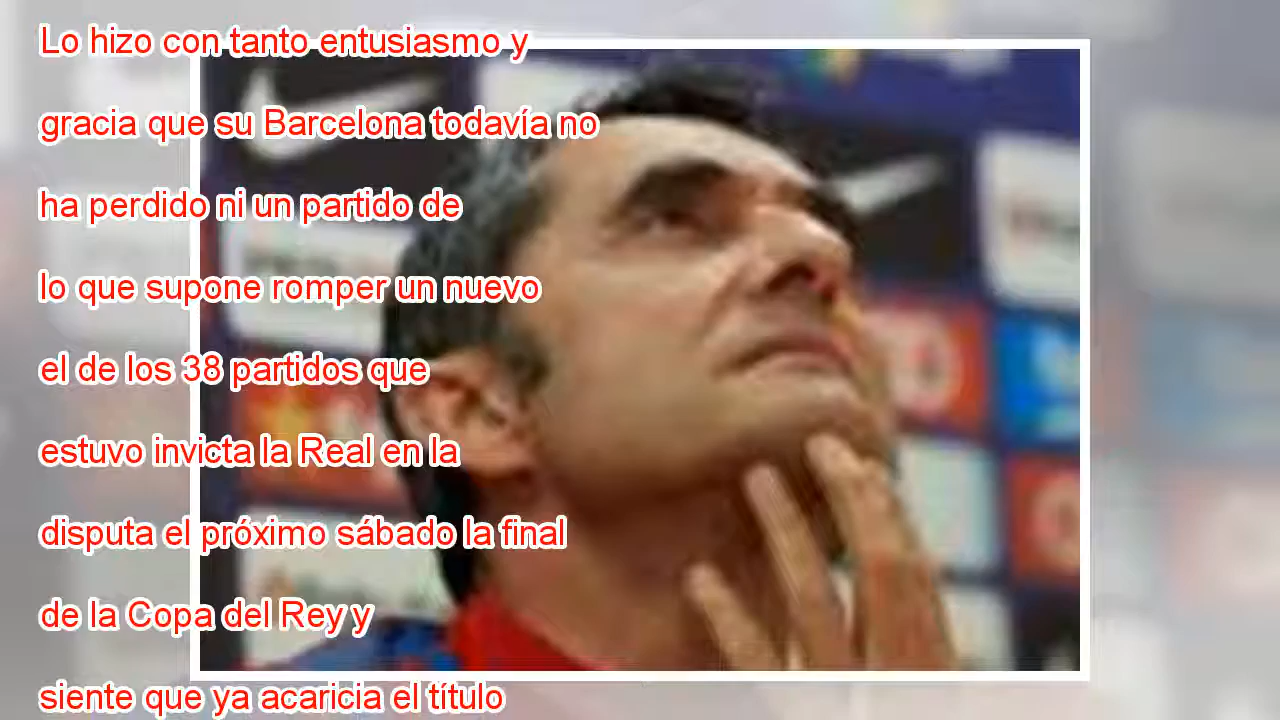 Lo hizo con tanto entusiasmo y
gracia que su Barcelona todavía no
ha perdido ni un partido de
lo que supone romper un nuevo
el de los 38 partidos que
estuvo invicta la Real en la
disputa el próximo sábado la final
de la Copa del Rey y
siente que ya acaricia el título